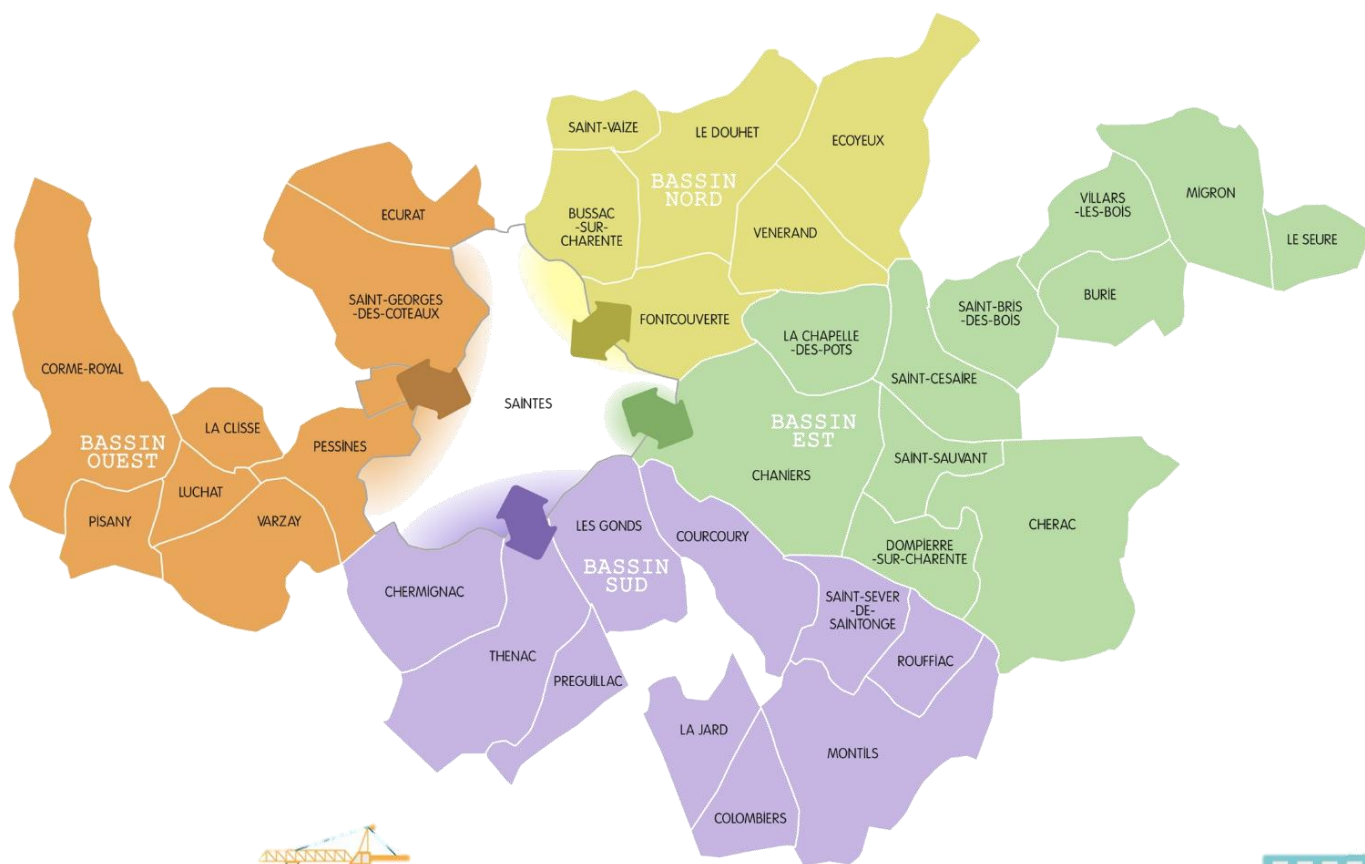 SAINT-VAIZE
LE DOUHET
ECOYEUX
BASSIN
NORD
BUSSAC
-SUR-
CHARENTE
VENERAND
FONTCOUVERTE
ECURAT
SAINT-GEORGES
-DES-COTEAUX
CORME-ROYAL
LA CLISSE
BASSIN
OUEST
PESSINES
LUCHAT
PISANY
VARZAY
SAINTES
VILLARS
-LES-BOIS
MIGRON
LE SEURE
BURIE
SAINT-BRIS
-DES-BOIS
LA CHAPELLE
-DES-POTS
SAINT-CESAIRE
BASSIN
EST
SAINT-SAUVANT
CHANIERS
CHERAC
DOMPIERRE
-SUR-CHARENTE
LES GONDS
COURCOURY
BASSIN
SUD
CHERMIGNAC
SAINT-SEVER
-DE-
SAINTONGE
THENAC
ROUFFIAC
PREGUILLAC
LA JARD
MONTILS
COLOMBIERS